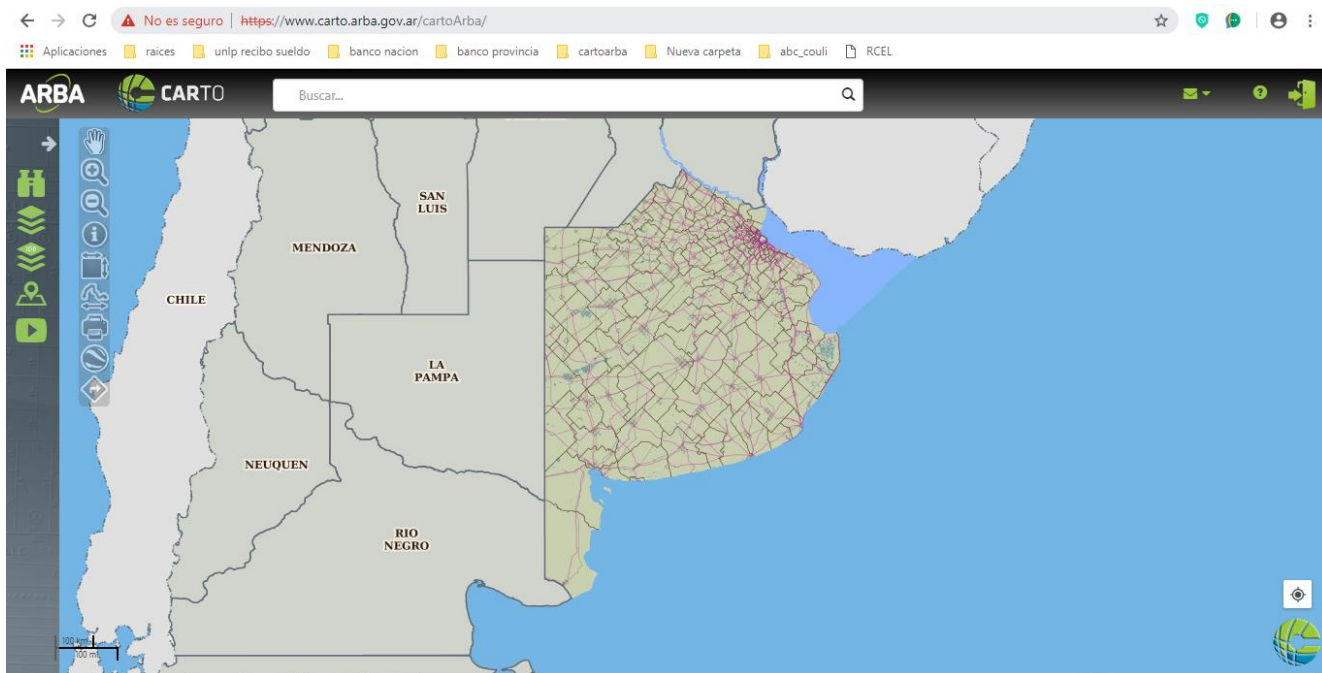 No es seguro | https://www.carto.arba.gov.ar/cartoArba/
Aplicaciones raices unlp recibo sueldo banco nacion banco provincia cartoarba Nueva carpeta abc_couli RCEL
ARBA CARTO Buscar...
SAN
LUIS
MENDOZA
CHILE
LA
PAMPA
NEUQUEN
RIO
NEGRO
100 km
100 mi